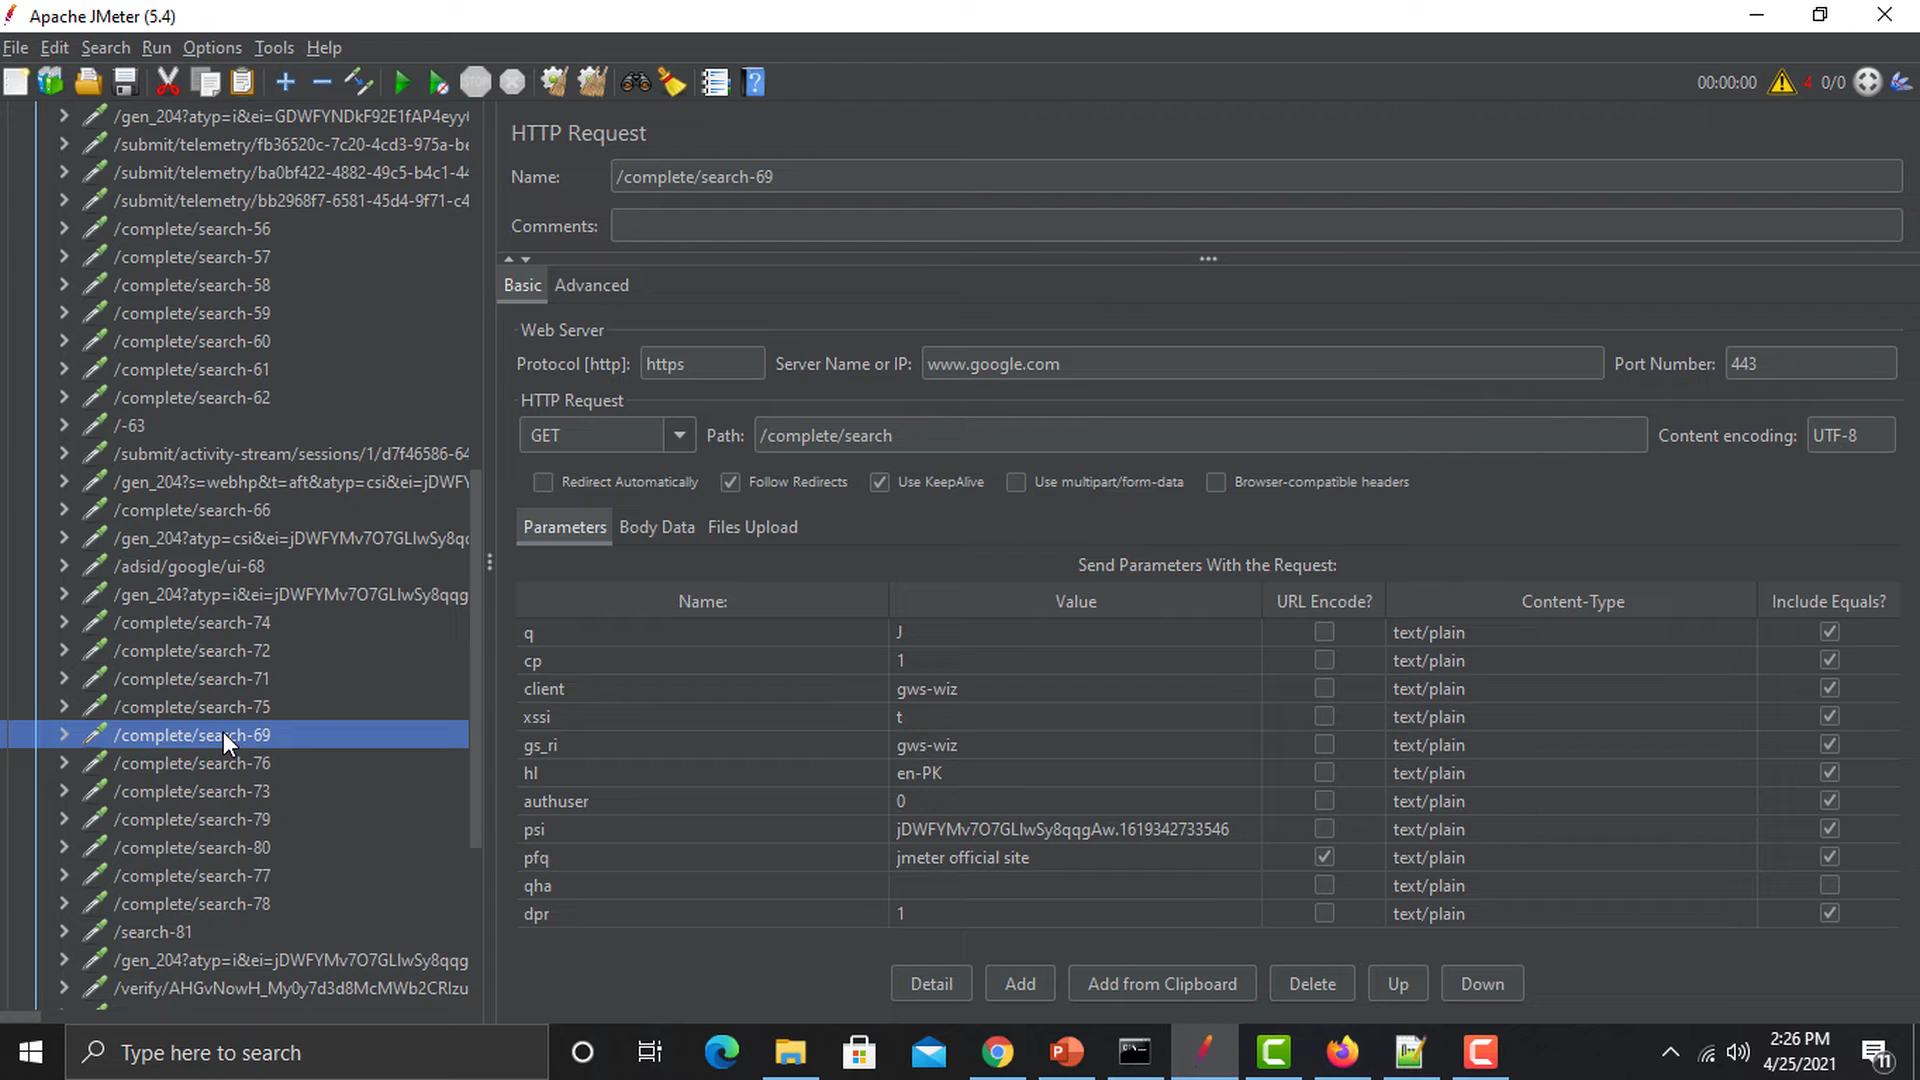 Apache JMeter (5.4)
File Edit Search Run Options Tools Help
STOP
00:00:00 4 0/0
/gen_204?atyp=i&ei=GDWFYNDkF92E1fAP4eyy
/submit/telemetry/fb36520c-7c20-4cd3-975a-be
/submit/telemetry/ba0bf422-4882-49c5-b4c1-44
/submit/telemetry/bb2968f7-6581-45d4-9f71-c4
/complete/search-56
/complete/search-57
/complete/search-58
/complete/search-59
/complete/search-60
/complete/search-61
/complete/search-62
/-63
/submit/activity-stream/sessions/1/d7f46586-64
/gen_204?s=webhp&t=aft&atyp=csi&ei=jDWFY
/complete/search-66
/gen_204?atyp=csi&ei=jDWFYMv7O7GLlwSy8qq
/adsid/google/ui-68
/gen_204?atyp=i&ei=jDWFYMv7O7GLlwSy8qqg
/complete/search-74
/complete/search-72
/complete/search-71
/complete/search-75
/complete/search-69
/complete/search-76
/complete/search-73
/complete/search-79
/complete/search-80
/complete/search-77
/complete/search-78
/search-81
/gen_204?atyp=i&ei=jDWFYMv7O7GLlwSy8qqg
/verify/AHGvNowH_My0y7d3d8McMWb2CRlzu
HTTP Request
Name: /complete/search-69
Comments:
Basic Advanced
Web Server
Protocol [http]: https Server Name or IP: www.google.com Port Number: 443
HTTP Request
GET Path: /complete/search Content encoding: UTF-8
Redirect Automatically Follow Redirects Use KeepAlive Use multipart/form-data Browser-compatible headers
Parameters Body Data Files Upload
Send Parameters With the Request:
Name: Value URL Encode? Content-Type Include Equals?
q J text/plain
cp 1 text/plain
client gws-wiz text/plain
xssi t text/plain
gs_ri gws-wiz text/plain
hl en-PK text/plain
authuser 0 text/plain
psi jDWFYMv7O7GLlwSy8qqgAw.1619342733546 text/plain
pfq jmeter official site text/plain
qha text/plain
dpr 1 text/plain
Detail Add Add from Clipboard Delete Up Down
Type here to search
2:26 PM
4/25/2021
11